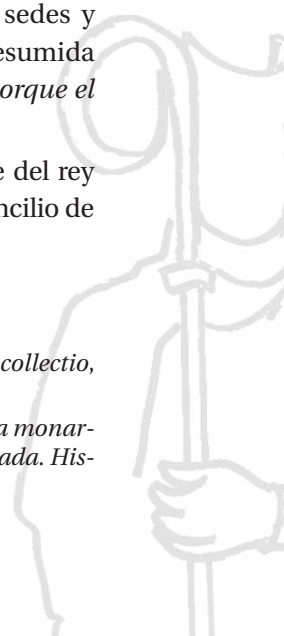 sedes y
esumida
orque el
e del rey
ncilio de
collectio,
a monar-
ada. His-